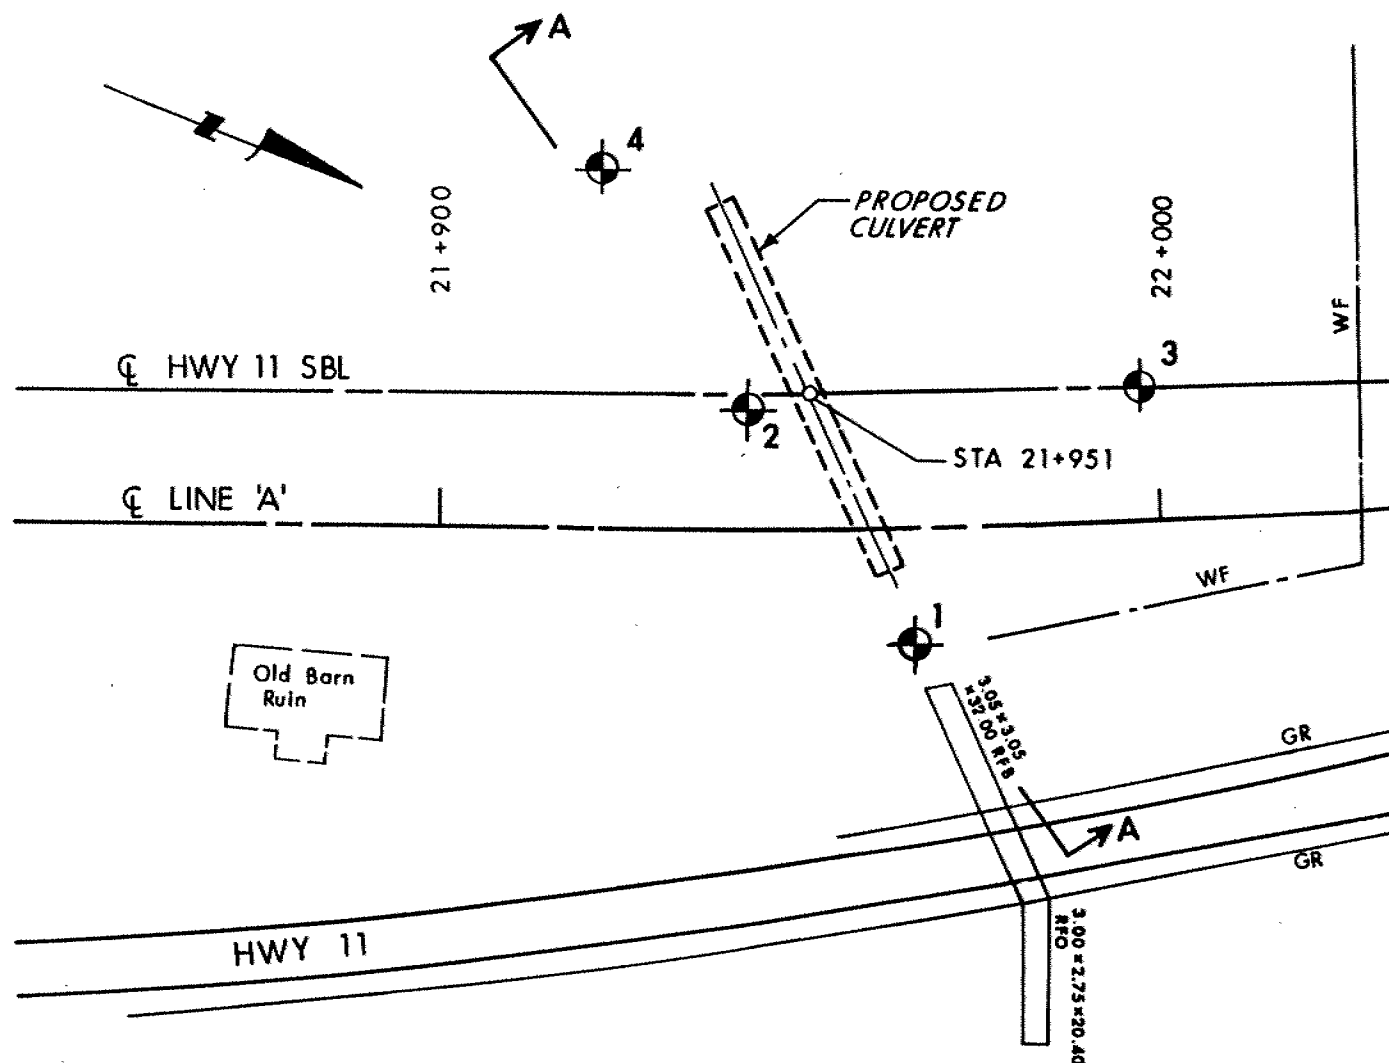 A
4
21+900
PROPOSED
CULVERT
22+000
WF
℄ HWY 11 SBL
3
2
STA 21+951
℄ LINE 'A'
WF
1
Old Barn
Ruin
3.05×3.05
×32.00 RFB
GR
A
GR
HWY 11
3.00×2.75×20.40
RFO